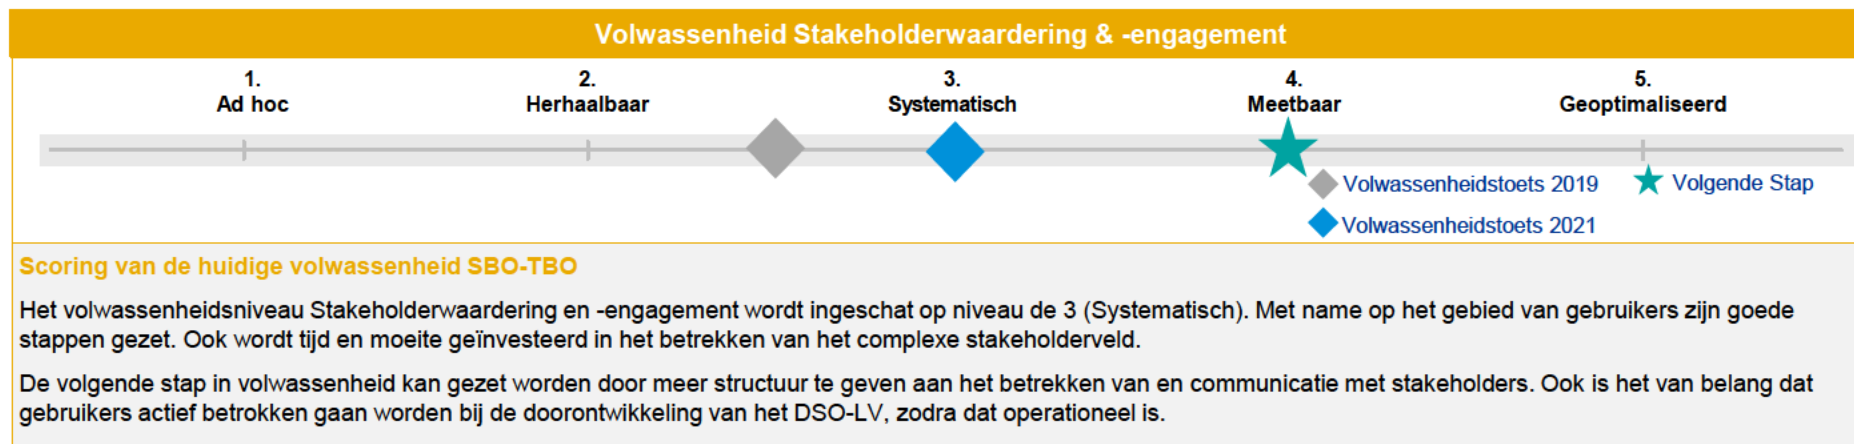 Volwassenheid Stakeholderwaardering & -engagement
1.
Ad hoc
2.
Herhaalbaar
3.
Systematisch
4.
Meetbaar
5.
Geoptimaliseerd
Volwassenheidstoets 2019
Volgende Stap
Volwassenheidstoets 2021
Scoring van de huidige volwassenheid SBO-TBO
Het volwassenheidsniveau Stakeholderwaardering en -engagement wordt ingeschat op niveau de 3 (Systematisch). Met name op het gebied van gebruikers zijn goede
stappen gezet. Ook wordt tijd en moeite geïnvesteerd in het betrekken van het complexe stakeholderveld.
De volgende stap in volwassenheid kan gezet worden door meer structuur te geven aan het betrekken van en communicatie met stakeholders. Ook is het van belang dat
gebruikers actief betrokken gaan worden bij de doorontwikkeling van het DSO-LV, zodra dat operationeel is.